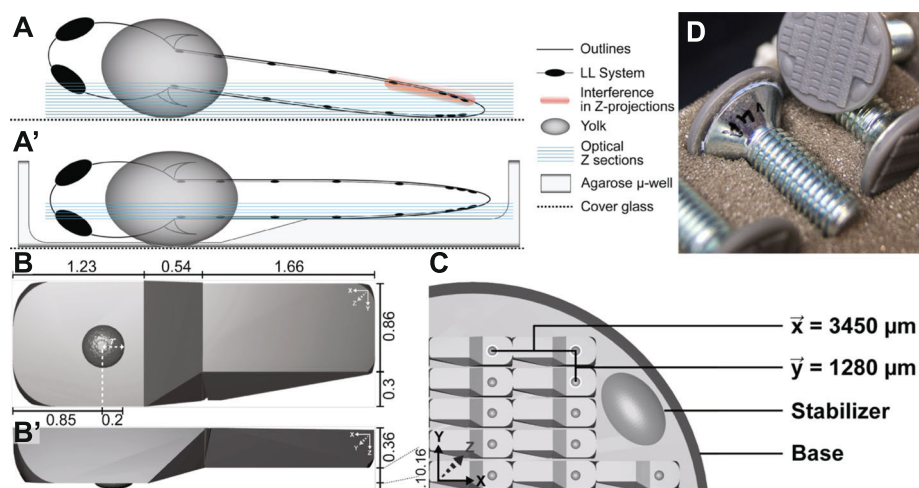 A
Outlines
LL System
Interference
in Z-projections
Yolk
Optical
Z sections
Agarose μ-well
Cover glass
A'
D
B
1.23
0.54
1.66
X
Y
Z
r
0.86
0.3
0.85
0.2
B'
X
Y
Z
0.36
0.16
C
x⃗ = 3450 μm
y⃗ = 1280 μm
Stabilizer
Base
Y
Z
X